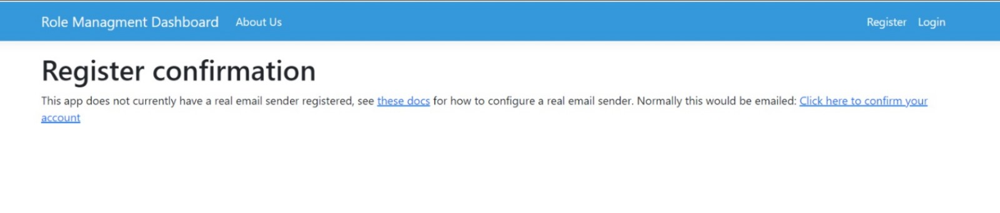 Role Managment Dashboard About Us Register Login
Register confirmation
This app does not currently have a real email sender registered, see these docs for how to configure a real email sender. Normally this would be emailed: Click here to confirm your
account